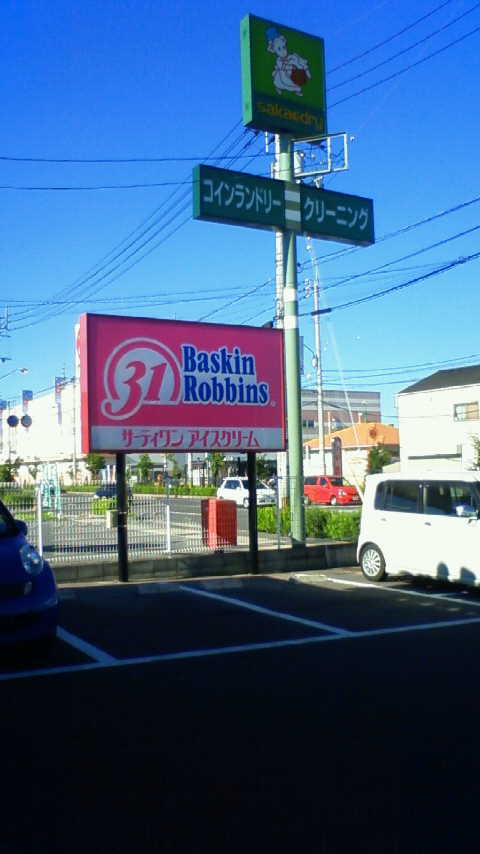 sakaedry
コインランドリー
クリーニング
31
Baskin
Robbins
サーティワン アイスクリーム